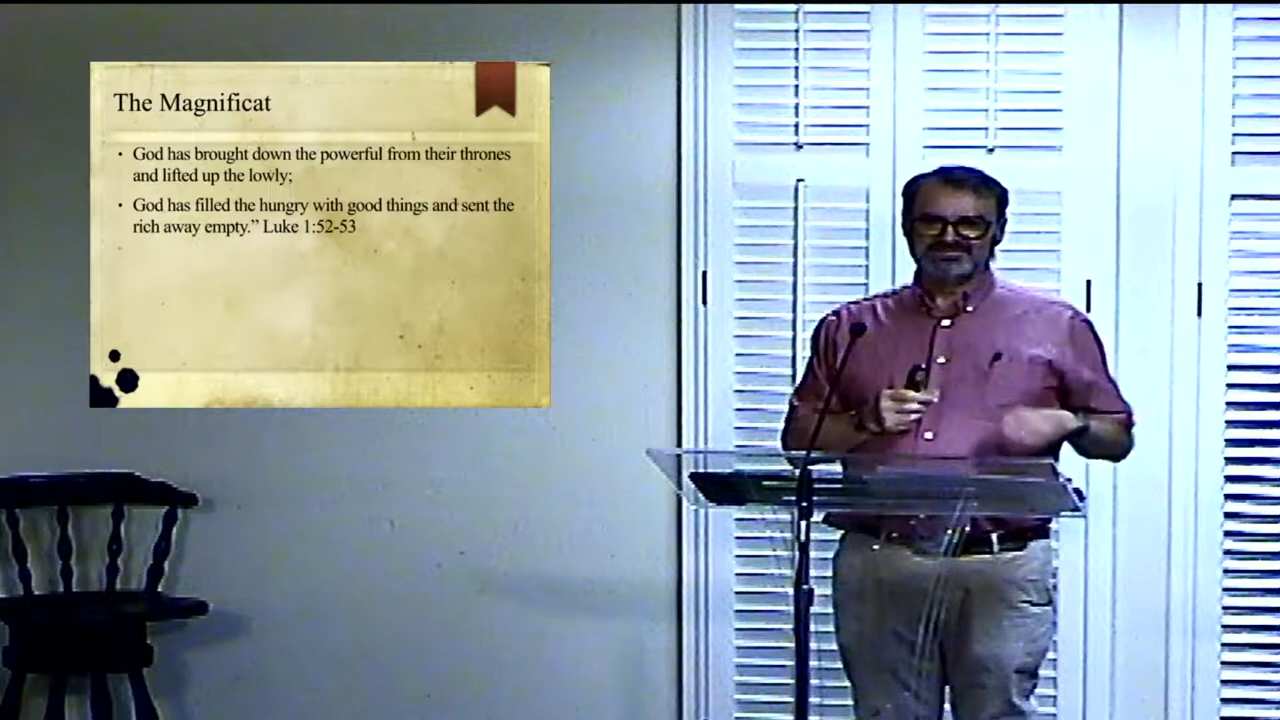 The Magnificat
• God has brought down the powerful from their thrones
and lifted up the lowly;
• God has filled the hungry with good things and sent the
rich away empty.” Luke 1:52-53